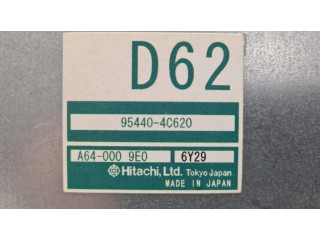 D62
95440-4C620
A64-000 9E0 6Y29
Hitachi, Ltd. Tokyo Japan
MADE IN JAPAN